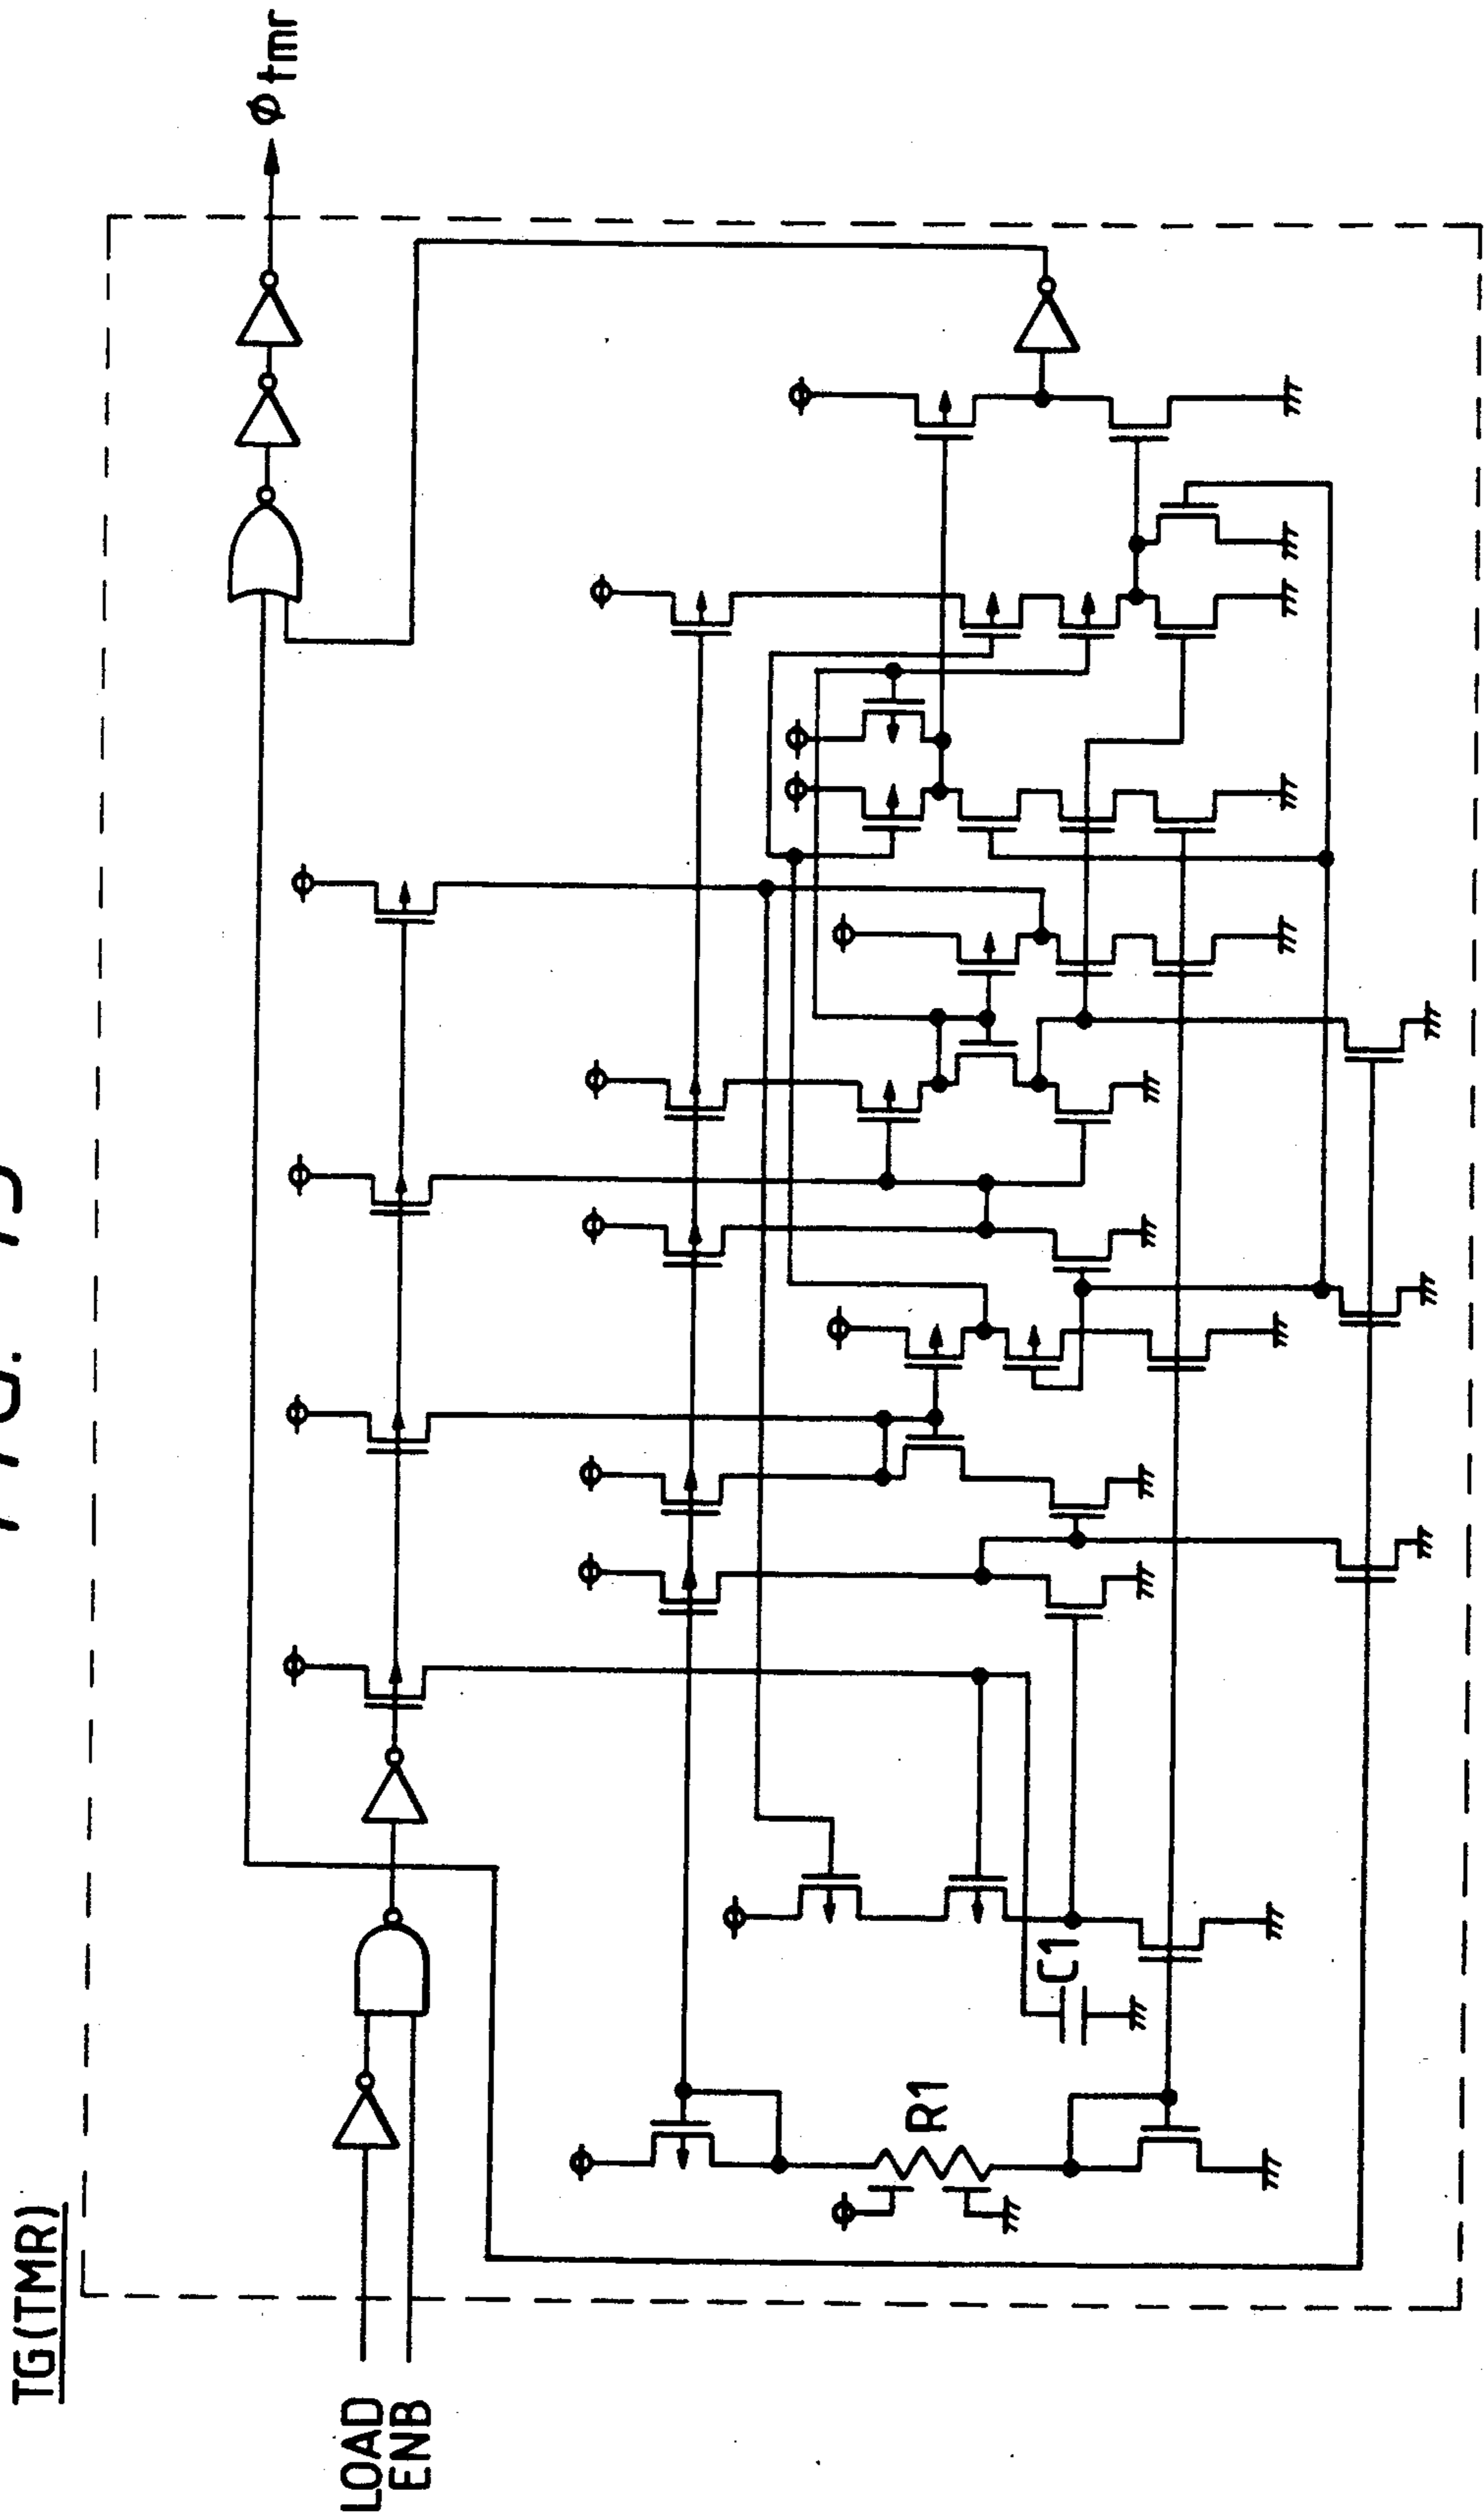 TG(TMR)
LOAD
ENB
R1
C1
φtmr